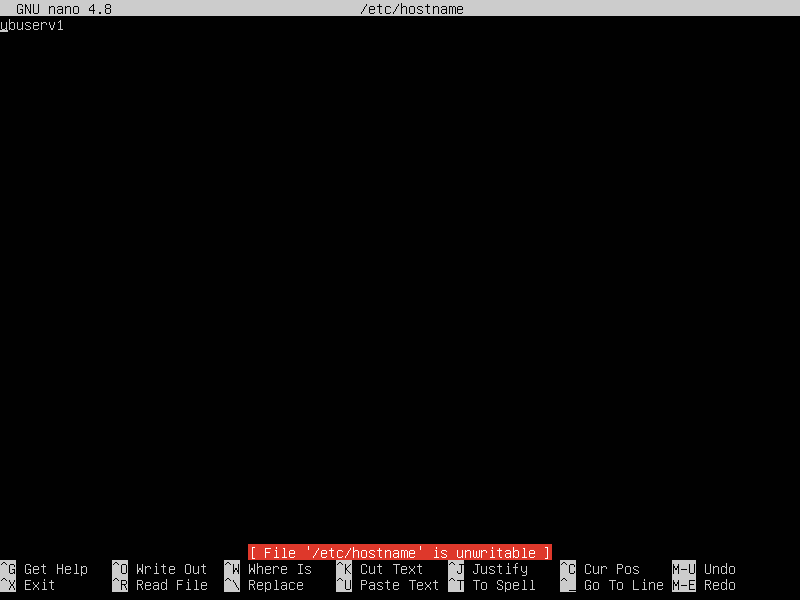 GNU nano 4.8 /etc/hostname
ubuserv1
[ File '/etc/hostname' is unwritable ]
^G Get Help ^O Write Out ^W Where Is ^K Cut Text ^J Justify ^C Cur Pos M-U Undo
^X Exit ^R Read File ^\ Replace ^U Paste Text ^T To Spell ^_ Go To Line M-E Redo